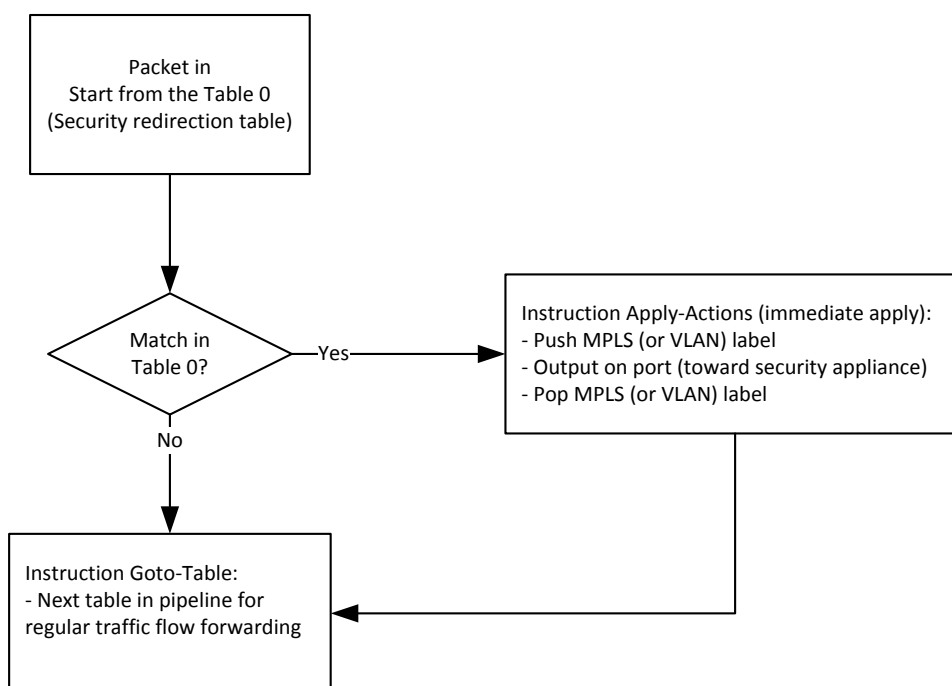 Packet in
Start from the Table 0
(Security redirection table)
Match in
Table 0?
Yes
Instruction Apply-Actions (immediate apply):
- Push MPLS (or VLAN) label
- Output on port (toward security appliance)
- Pop MPLS (or VLAN) label
No
Instruction Goto-Table:
- Next table in pipeline for
regular traffic flow forwarding